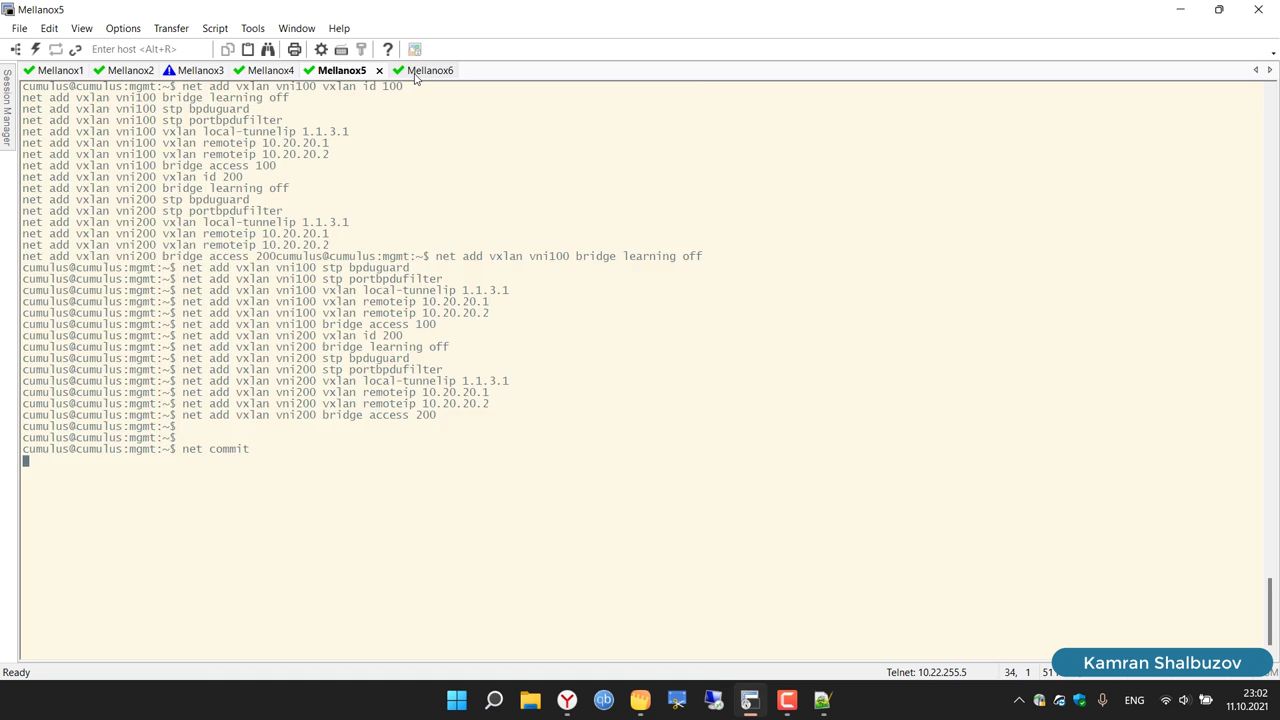 Mellanox5
File Edit View Options Transfer Script Tools Window Help
Enter host <Alt+R>
Mellanox1 Mellanox2 Mellanox3 Mellanox4 Mellanox5 Mellanox6
Session Manager
cumulus@cumulus:mgmt:~$ net add vxlan vni100 vxlan id 100
net add vxlan vni100 bridge learning off
net add vxlan vni100 stp bpduguard
net add vxlan vni100 stp portbpdufilter
net add vxlan vni100 vxlan local-tunnelip 1.1.3.1
net add vxlan vni100 vxlan remoteip 10.20.20.1
net add vxlan vni100 vxlan remoteip 10.20.20.2
net add vxlan vni100 bridge access 100
net add vxlan vni200 vxlan id 200
net add vxlan vni200 bridge learning off
net add vxlan vni200 stp bpduguard
net add vxlan vni200 stp portbpdufilter
net add vxlan vni200 vxlan local-tunnelip 1.1.3.1
net add vxlan vni200 vxlan remoteip 10.20.20.1
net add vxlan vni200 vxlan remoteip 10.20.20.2
net add vxlan vni200 bridge access 200cumulus@cumulus:mgmt:~$ net add vxlan vni100 bridge learning off
cumulus@cumulus:mgmt:~$ net add vxlan vni100 stp bpduguard
cumulus@cumulus:mgmt:~$ net add vxlan vni100 stp portbpdufilter
cumulus@cumulus:mgmt:~$ net add vxlan vni100 vxlan local-tunnelip 1.1.3.1
cumulus@cumulus:mgmt:~$ net add vxlan vni100 vxlan remoteip 10.20.20.1
cumulus@cumulus:mgmt:~$ net add vxlan vni100 vxlan remoteip 10.20.20.2
cumulus@cumulus:mgmt:~$ net add vxlan vni100 bridge access 100
cumulus@cumulus:mgmt:~$ net add vxlan vni200 vxlan id 200
cumulus@cumulus:mgmt:~$ net add vxlan vni200 bridge learning off
cumulus@cumulus:mgmt:~$ net add vxlan vni200 stp bpduguard
cumulus@cumulus:mgmt:~$ net add vxlan vni200 stp portbpdufilter
cumulus@cumulus:mgmt:~$ net add vxlan vni200 vxlan local-tunnelip 1.1.3.1
cumulus@cumulus:mgmt:~$ net add vxlan vni200 vxlan remoteip 10.20.20.1
cumulus@cumulus:mgmt:~$ net add vxlan vni200 vxlan remoteip 10.20.20.2
cumulus@cumulus:mgmt:~$ net add vxlan vni200 bridge access 200
cumulus@cumulus:mgmt:~$
cumulus@cumulus:mgmt:~$
cumulus@cumulus:mgmt:~$ net commit
Kamran Shalbuzov
Ready Telnet: 10.22.255.5 34, 1
ENG
23:02
11.10.2021